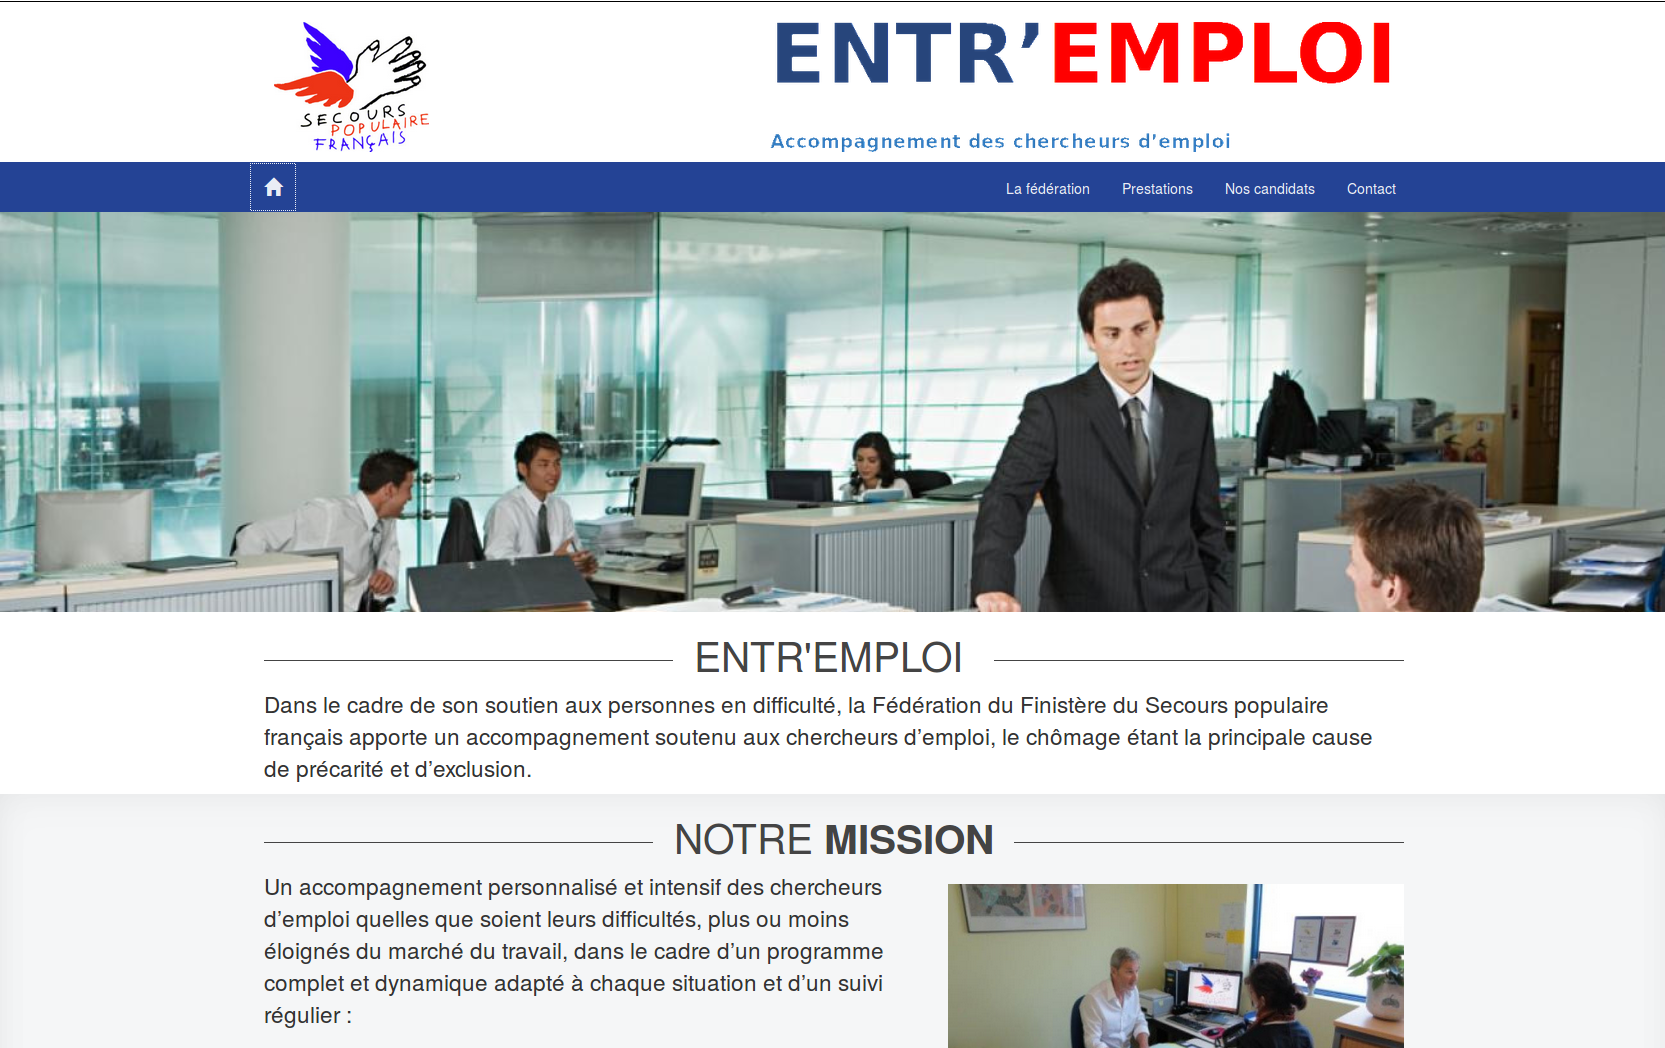 SECOURS
POPULAIRE
FRANÇAIS
ENTR’EMPLOI
Accompagnement des chercheurs d’emploi
La fédération
Prestations
Nos candidats
Contact
ENTR'EMPLOI
Dans le cadre de son soutien aux personnes en difficulté, la Fédération du Finistère du Secours populaire
français apporte un accompagnement soutenu aux chercheurs d’emploi, le chômage étant la principale cause
de précarité et d’exclusion.
NOTRE MISSION
Un accompagnement personnalisé et intensif des chercheurs
d’emploi quelles que soient leurs difficultés, plus ou moins
éloignés du marché du travail, dans le cadre d’un programme
complet et dynamique adapté à chaque situation et d’un suivi
régulier :